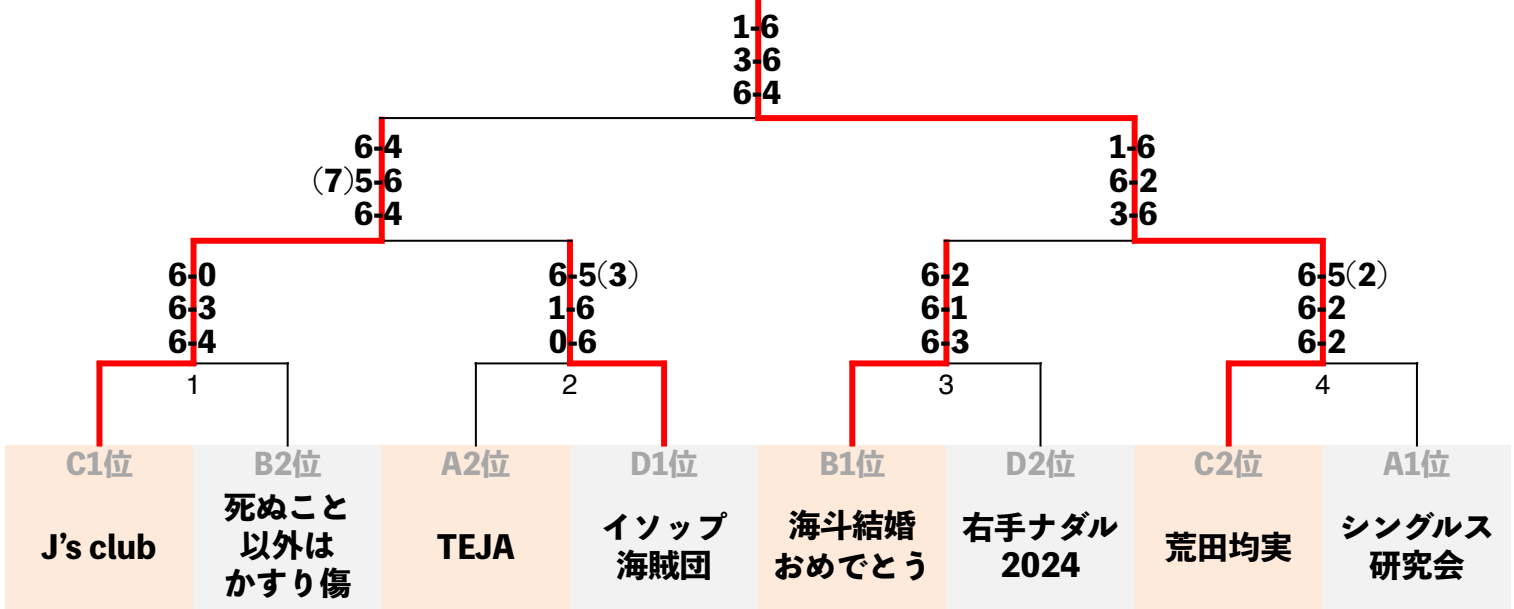 1-6
3-6
6-4
6-4
(7)5-6
6-4
1-6
6-2
3-6
6-0
6-3
6-4
6-5(3)
1-6
0-6
6-2
6-1
6-3
6-5(2)
6-2
6-2
1
2
3
4
C1位
B2位
A2位
D1位
B1位
D2位
C2位
A1位
J’s club
死ぬこと
以外は
かすり傷
TEJA
イソップ
海賊団
海斗結婚
おめでとう
右手ナダル
2024
荒田均実
シングルス
研究会